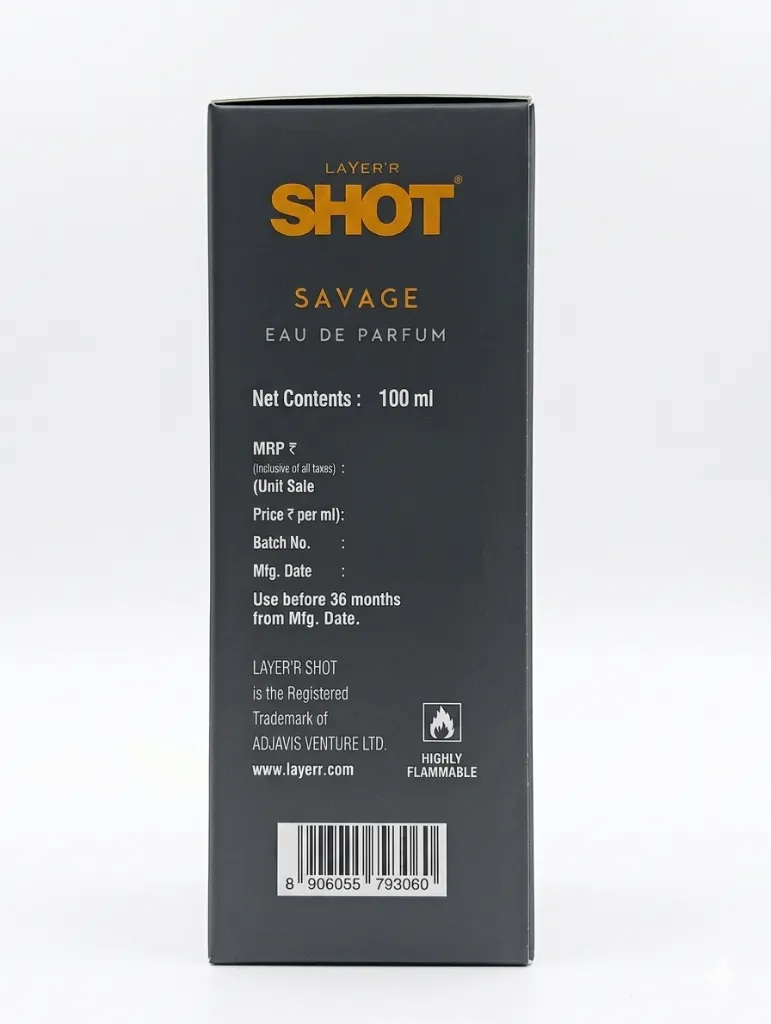 LAYER'R
SHOT®
SAVAGE
EAU DE PARFUM
Net Contents : 100 ml
MRP ₹
(Inclusive of all taxes) :
(Unit Sale
Price ₹ per ml):
Batch No. :
Mfg. Date :
Use before 36 months
from Mfg. Date.
LAYER'R SHOT
is the Registered
Trademark of
ADJAVIS VENTURE LTD.
www.layerr.com
HIGHLY
FLAMMABLE
8 906055 793060